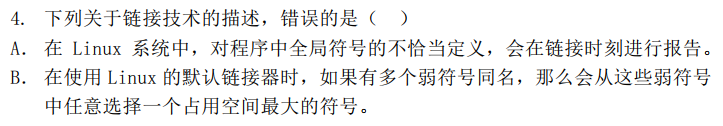 4. 下列关于链接技术的描述，错误的是（ ）
A. 在 Linux 系统中，对程序中全局符号的不恰当定义，会在链接时刻进行报告。
B. 在使用 Linux 的默认链接器时，如果有多个弱符号同名，那么会从这些弱符号
中任意选择一个占用空间最大的符号。